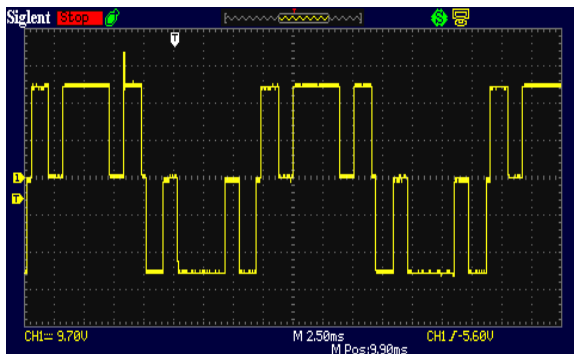 Siglent Stop
T
1
T
CH1 9.70V M 2.50ms CH1 -5.60V
M Pos:9.90ms